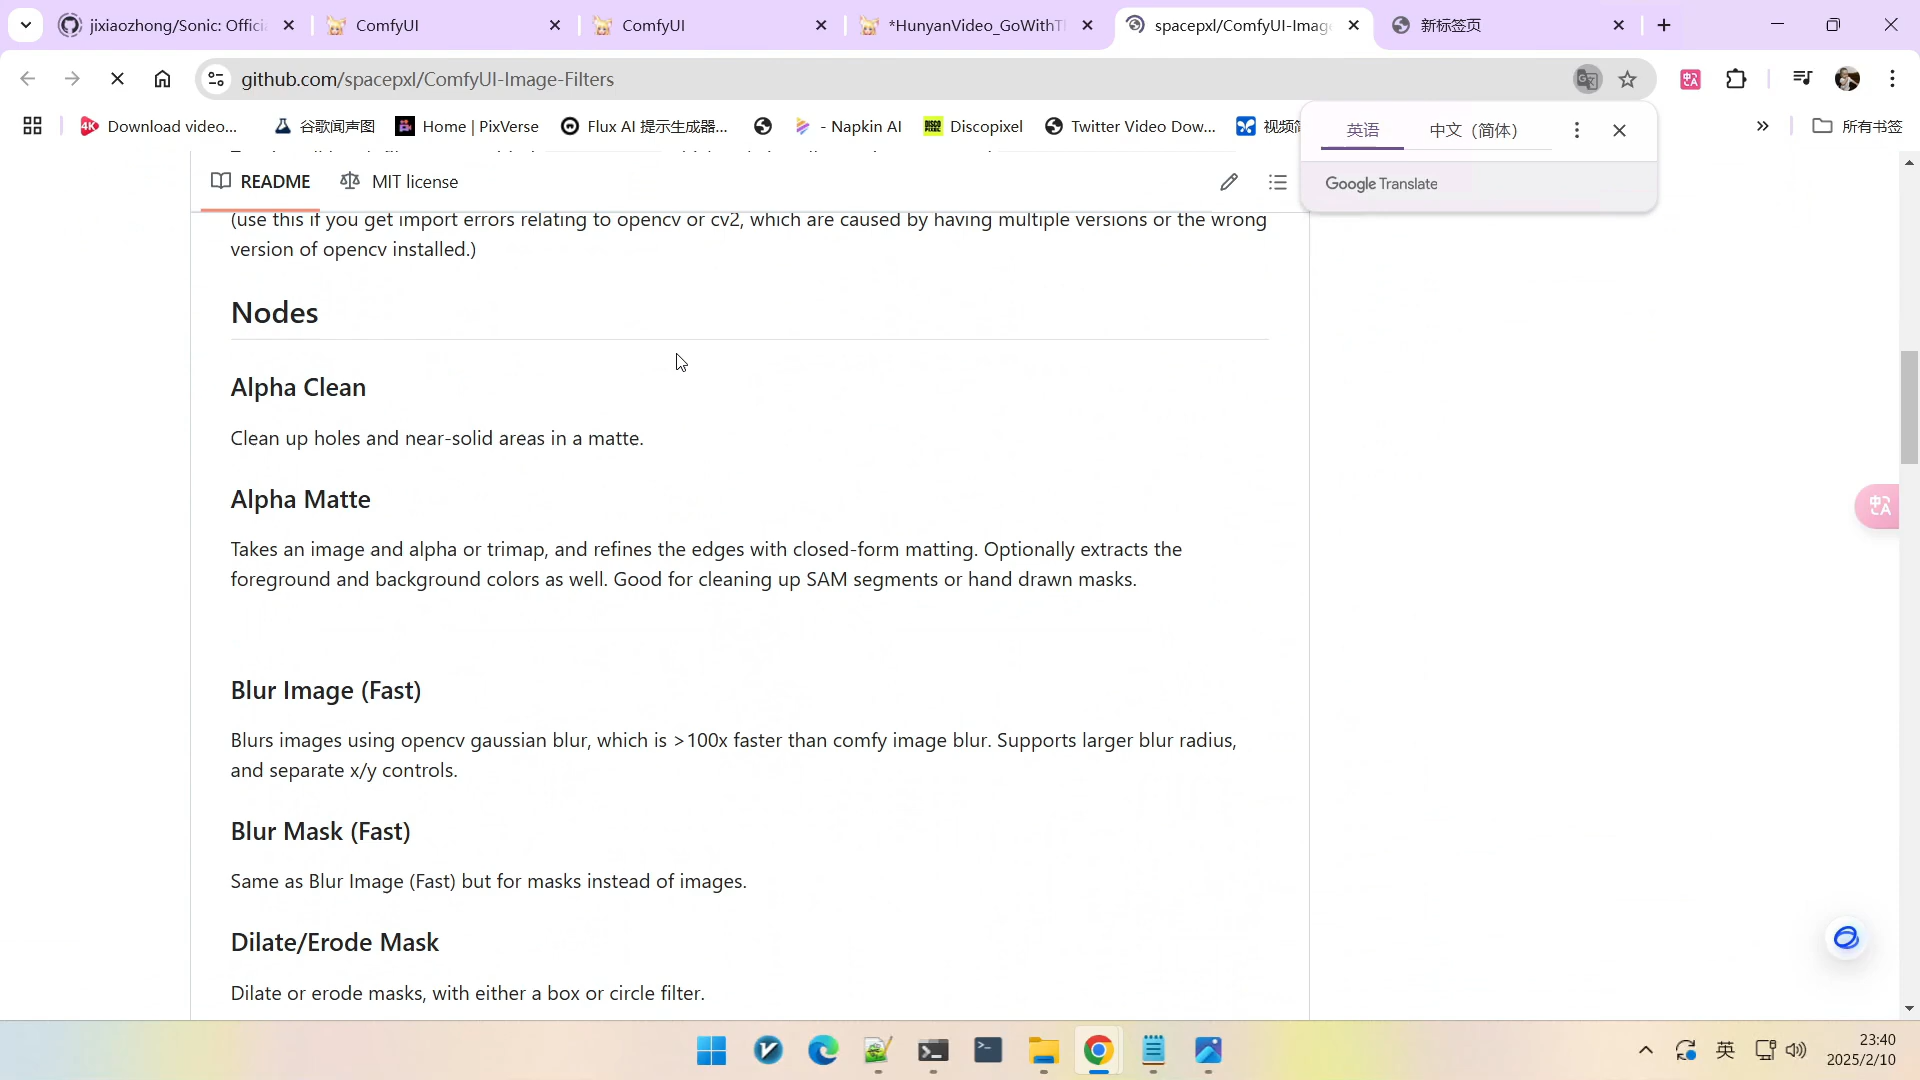 jixiaozhong/Sonic: Offici
ComfyUI
ComfyUI
*HunyanVideo_GoWithTh
spacepxl/ComfyUI-Image
新标签页
github.com/spacepxl/ComfyUI-Image-Filters
Download video...
谷歌闻声图
Home | PixVerse
Flux AI 提示生成器...
- Napkin AI
Discopixel
Twitter Video Dow...
所有书签
英语
中文（简体）
Google Translate
README
MIT license
(use this if you get import errors relating to opencv or cv2, which are caused by having multiple versions or the wrong
version of opencv installed.)
Nodes
Alpha Clean
Clean up holes and near-solid areas in a matte.
Alpha Matte
Takes an image and alpha or trimap, and refines the edges with closed-form matting. Optionally extracts the
foreground and background colors as well. Good for cleaning up SAM segments or hand drawn masks.
Blur Image (Fast)
Blurs images using opencv gaussian blur, which is >100x faster than comfy image blur. Supports larger blur radius,
and separate x/y controls.
Blur Mask (Fast)
Same as Blur Image (Fast) but for masks instead of images.
Dilate/Erode Mask
Dilate or erode masks, with either a box or circle filter.
英
23:40
2025/2/10